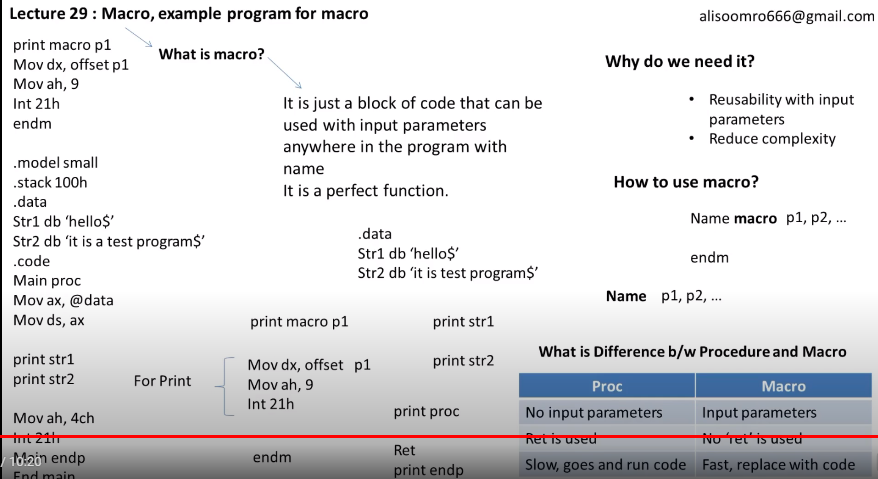 Lecture 29 : Macro, example program for macro
alisoomro666@gmail.com
print macro p1
Mov dx, offset p1
Mov ah, 9
Int 21h
endm
.model small
.stack 100h
.data
Str1 db ‘hello$’
Str2 db ‘it is a test program$’
.code
Main proc
Mov ax, @data
Mov ds, ax
print str1
print str2
Mov ah, 4ch
Int 21h
Main endp
End main
What is macro?
It is just a block of code that can be
used with input parameters
anywhere in the program with
name
It is a perfect function.
.data
Str1 db ‘hello$’
Str2 db ‘it is test program$’
print macro p1
For Print
Mov dx, offset p1
Mov ah, 9
Int 21h
endm
print str1
print str2
print proc
Ret
print endp
Why do we need it?
• Reusability with input
parameters
• Reduce complexity
How to use macro?
Name macro p1, p2, ...
endm
Name p1, p2, ...
What is Difference b/w Procedure and Macro
Proc Macro
No input parameters Input parameters
Ret is used No ‘ret’ is used
Slow, goes and run code Fast, replace with code
/ 10:20